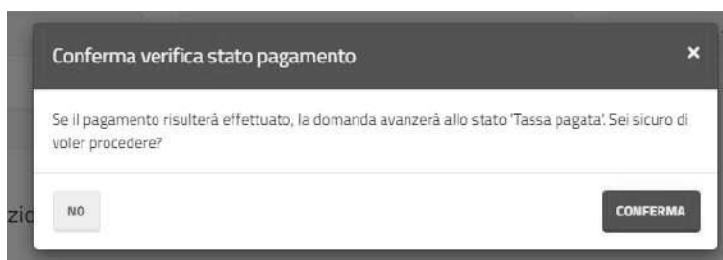 Conferma verifica stato pagamento ×
Se il pagamento risulterà effettuato, la domanda avanzerà allo stato 'Tassa pagata'. Sei sicuro di
voler procedere?
zio
NO CONFERMA